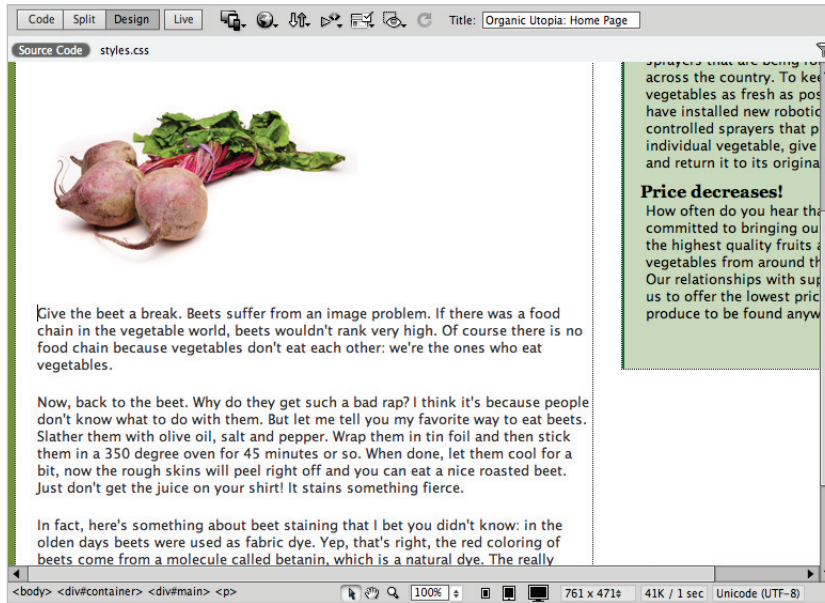 Code Split Design Live Title: Organic Utopia: Home Page
Source Code styles.css
across the country. To
vegetables as fresh as
have installed new
controlled sprayers that
individual vegetable, give
and return it to its
Price decreases!
How often do you hear
committed to bringing
the highest quality fruits
vegetables from around
Our relationships with
us to offer the lowest
produce to be found
Give the beet a break. Beets suffer from an image problem. If there was a food
chain in the vegetable world, beets wouldn't rank very high. Of course there is no
food chain because vegetables don't eat each other: we're the ones who eat
vegetables.
Now, back to the beet. Why do they get such a bad rap? I think it's because people
don't know what to do with them. But let me tell you my favorite way to eat beets.
Slather them with olive oil, salt and pepper. Wrap them in tin foil and then stick
them in a 350 degree oven for 45 minutes or so. When done, let them cool for a
bit, now the rough skins will peel right off and you can eat a nice roasted beet.
Just don't get the juice on your shirt! It stains something fierce.
In fact, here's something about beet staining that I bet you didn't know: in the
olden days beets were used as fabric dye. Yep, that's right, the red coloring of
beets come from a molecule called betanin, which is a natural dye. The really
<body> <div#container> <div#main> <p> 100% 761 x 471 41K / 1 sec Unicode (UTF-8)